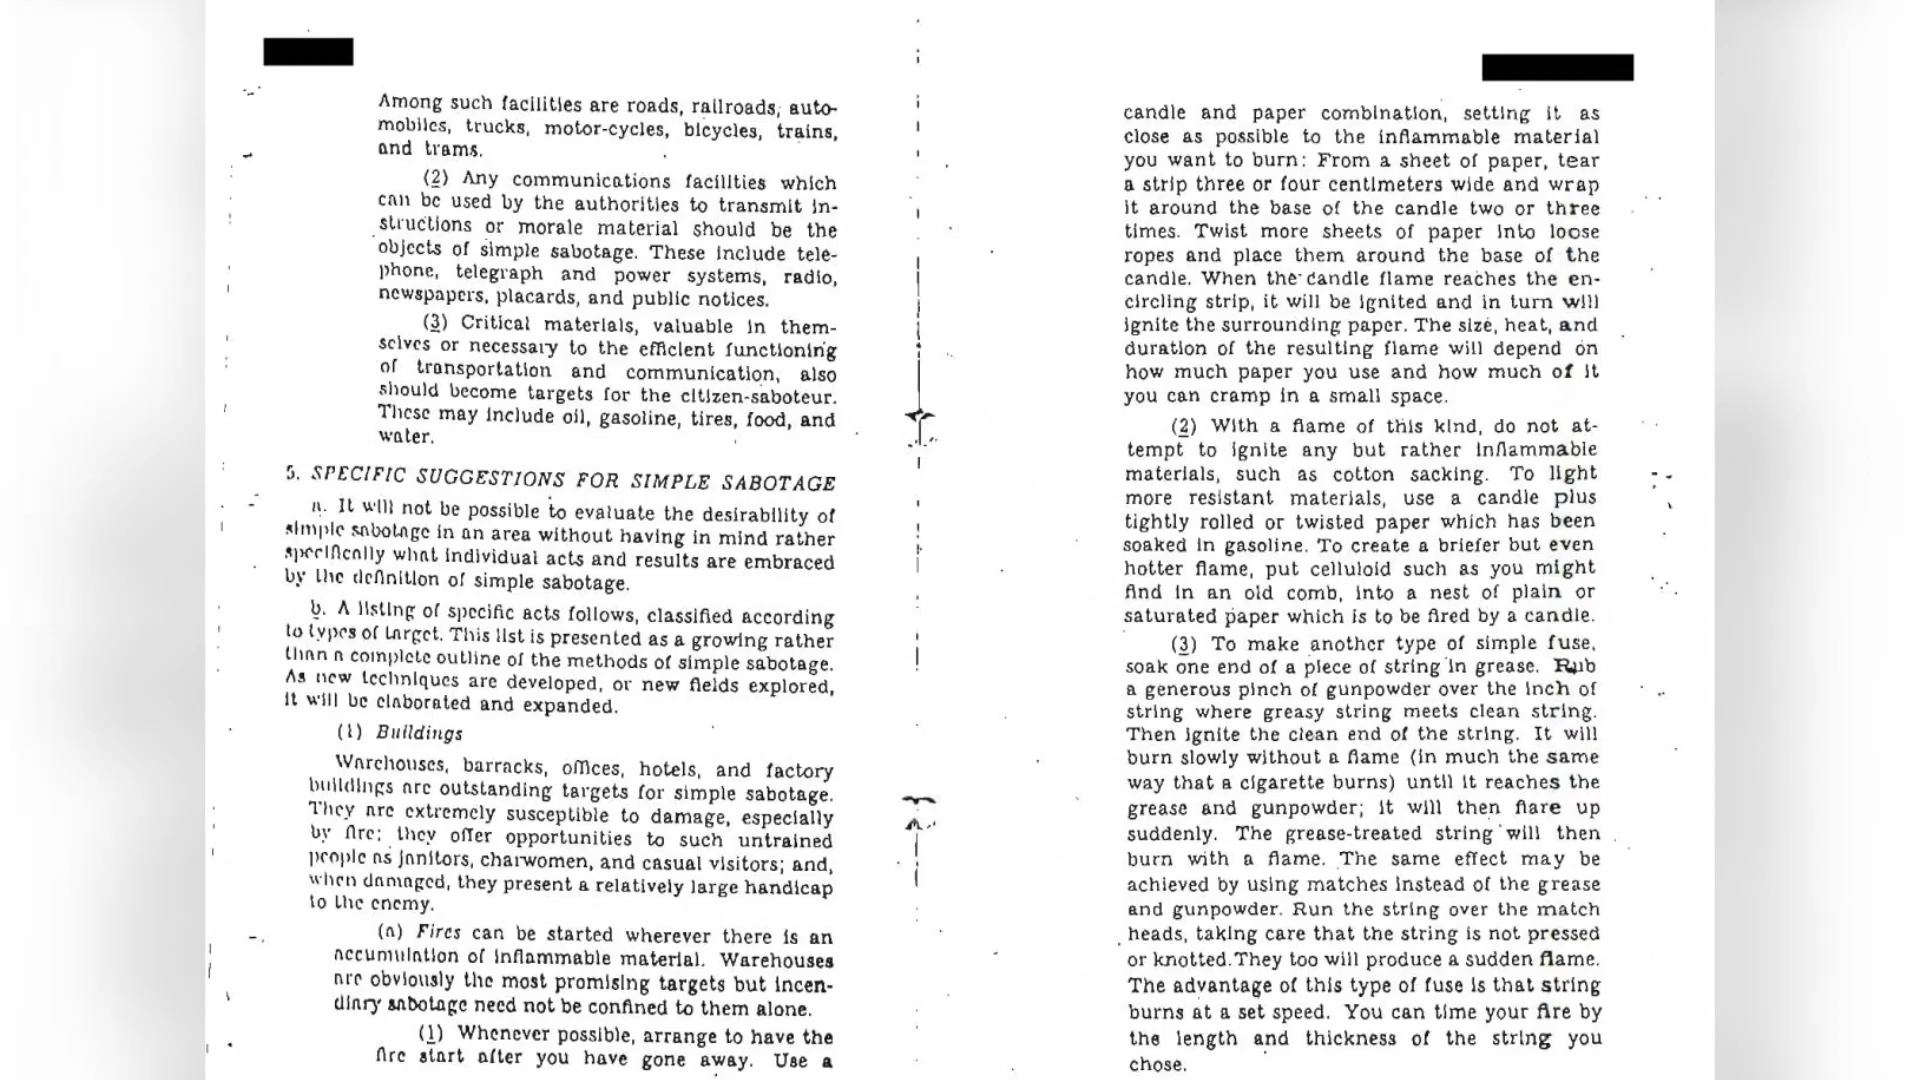 Among such facilities are roads, railroads, auto-
mobiles, trucks, motor-cycles, bicycles, trains,
and trams.
(2) Any communications facilities which
can be used by the authorities to transmit in-
structions or morale material should be the
objects of simple sabotage. These include tele-
phone, telegraph and power systems, radio,
newspapers, placards, and public notices.
(3) Critical materials, valuable in them-
selves or necessary to the efficient functioning
of transportation and communication, also
should become targets for the citizen-saboteur.
These may include oil, gasoline, tires, food, and
water.
5. SPECIFIC SUGGESTIONS FOR SIMPLE SABOTAGE
a. It will not be possible to evaluate the desirability of
simple sabotage in an area without having in mind rather
specifically what individual acts and results are embraced
by the definition of simple sabotage.
b. A listing of specific acts follows, classified according
to types of target. This list is presented as a growing rather
than a complete outline of the methods of simple sabotage.
As new techniques are developed, or new fields explored,
it will be elaborated and expanded.
(1) Buildings
Warehouses, barracks, offices, hotels, and factory
buildings are outstanding targets for simple sabotage.
They are extremely susceptible to damage, especially
by fire; they offer opportunities to such untrained
people as janitors, charwomen, and casual visitors; and,
when damaged, they present a relatively large handicap
to the enemy.
(a) Fires can be started wherever there is an
accumulation of inflammable material. Warehouses
are obviously the most promising targets but incen-
diary sabotage need not be confined to them alone.
(1) Whenever possible, arrange to have the
fire start after you have gone away. Use a
candle and paper combination, setting it as
close as possible to the inflammable material
you want to burn: From a sheet of paper, tear
a strip three or four centimeters wide and wrap
it around the base of the candle two or three
times. Twist more sheets of paper into loose
ropes and place them around the base of the
candle. When the candle flame reaches the en-
circling strip, it will be ignited and in turn will
ignite the surrounding paper. The size, heat, and
duration of the resulting flame will depend on
how much paper you use and how much of it
you can cramp in a small space.
(2) With a flame of this kind, do not at-
tempt to ignite any but rather inflammable
materials, such as cotton sacking. To light
more resistant materials, use a candle plus
tightly rolled or twisted paper which has been
soaked in gasoline. To create a briefer but even
hotter flame, put celluloid such as you might
find in an old comb, into a nest of plain or
saturated paper which is to be fired by a candle.
(3) To make another type of simple fuse,
soak one end of a piece of string in grease. Rub
a generous pinch of gunpowder over the inch of
string where greasy string meets clean string.
Then ignite the clean end of the string. It will
burn slowly without a flame (in much the same
way that a cigarette burns) until it reaches the
grease and gunpowder; it will then flare up
suddenly. The grease-treated string will then
burn with a flame. The same effect may be
achieved by using matches instead of the grease
and gunpowder. Run the string over the match
heads, taking care that the string is not pressed
or knotted. They too will produce a sudden flame.
The advantage of this type of fuse is that string
burns at a set speed. You can time your fire by
the length and thickness of the string you
chose.